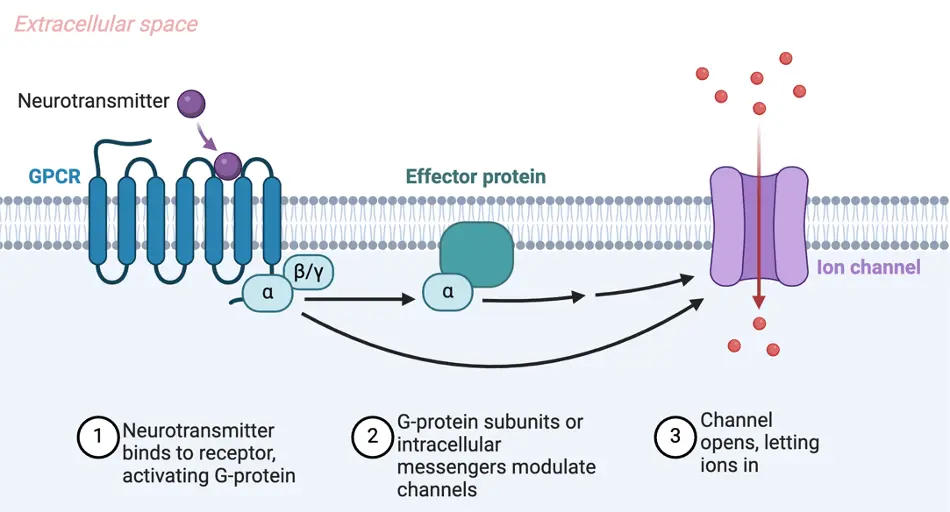 Extracellular space
Neurotransmitter
GPCR
Effector protein
Ion channel
β/γ
α
α
1
Neurotransmitter
binds to receptor,
activating G-protein
2
G-protein subunits or
intracellular
messengers modulate
channels
3
Channel
opens, letting
ions in